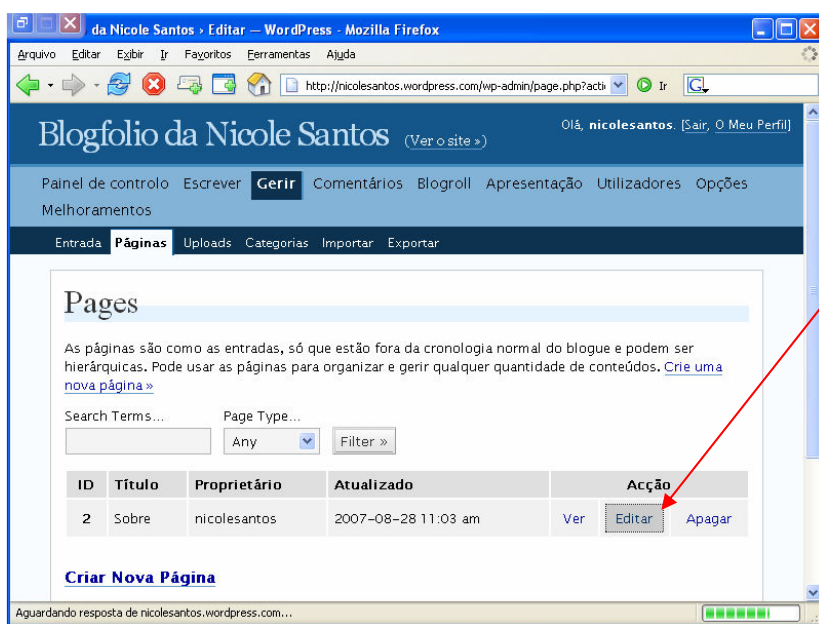 da Nicole Santos › Editar — WordPress - Mozilla Firefox
Arquivo Editar Exibir Ir Favoritos Ferramentas Ajuda
http://nicolesantos.wordpress.com/wp-admin/page.php?acti Ir G
Blogfolio da Nicole Santos (Ver o site ») Olá, nicolesantos. [Sair, O Meu Perfil]
Painel de controlo Escrever Gerir Comentários Blogroll Apresentação Utilizadores Opções
Melhoramentos
Entrada Páginas Uploads Categorias Importar Exportar
Pages
As páginas são como as entradas, só que estão fora da cronologia normal do blogue e podem ser
hierárquicas. Pode usar as páginas para organizar e gerir qualquer quantidade de conteúdos. Crie uma
nova página »
Search Terms... Page Type...
Any Filter »
ID Título Proprietário Atualizado Acção
2 Sobre nicolesantos 2007-08-28 11:03 am Ver Editar Apagar
Criar Nova Página
Aguardando resposta de nicolesantos.wordpress.com...